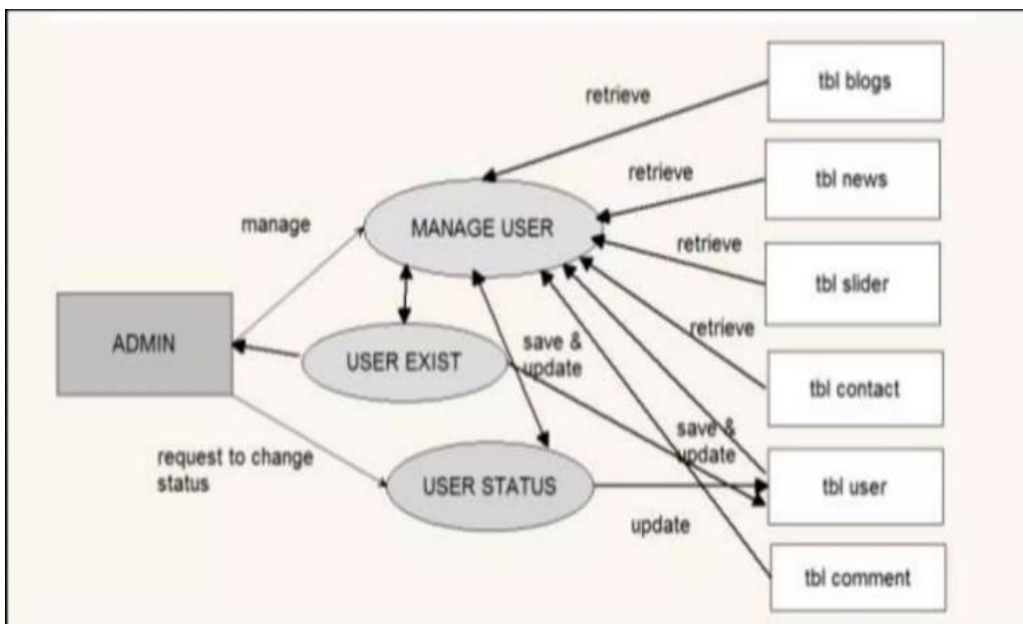 tbl blogs
retrieve
retrieve
tbl news
manage
MANAGE USER
retrieve
tbl slider
ADMIN
USER EXIST
save &
update
retrieve
tbl contact
save &
update
request to change
status
USER STATUS
tbl user
update
tbl comment